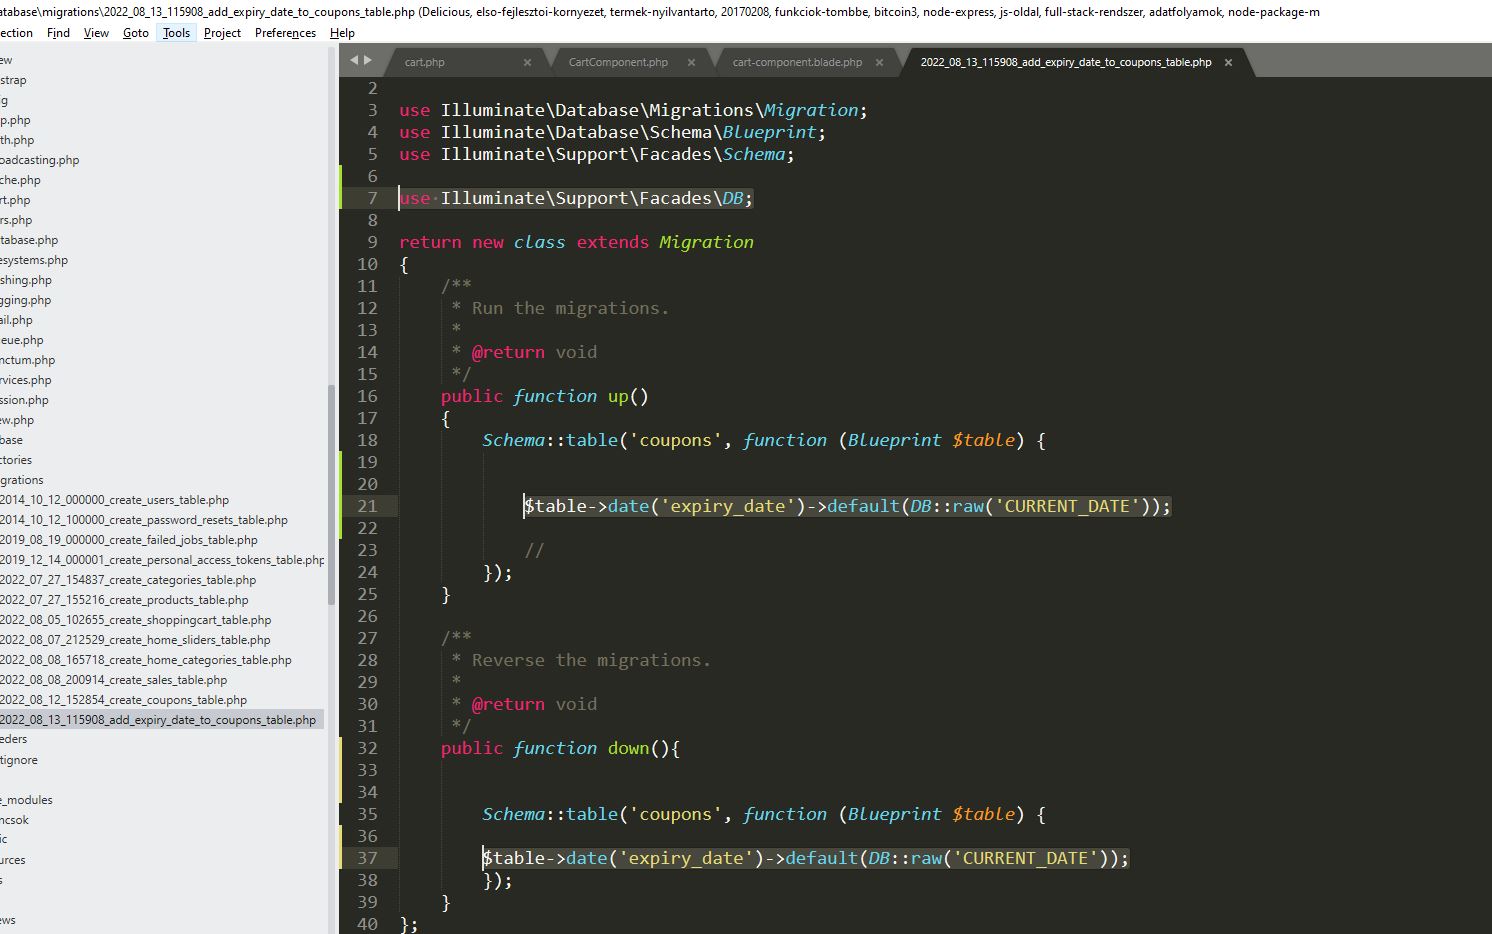 atabase\migrations\2022_08_13_115908_add_expiry_date_to_coupons_table.php (Delicious, elso-fejlesztoi-kornyezet, termek-nyilvantarto, 20170208, funkciok-tombbe, bitcoin3, node-express, js-oldal, full-stack-rendszer, adatfolyamok, node-package-m
ection Find View Goto Tools Project Preferences Help
ew
strap
ig
p.php
th.php
oadcasting.php
che.php
rt.php
rs.php
tabase.php
esystems.php
shing.php
gging.php
ail.php
eue.php
nctum.php
rvices.php
ssion.php
ew.php
base
ctories
grations
2014_10_12_000000_create_users_table.php
2014_10_12_100000_create_password_resets_table.php
2019_08_19_000000_create_failed_jobs_table.php
2019_12_14_000001_create_personal_access_tokens_table.php
2022_07_27_154837_create_categories_table.php
2022_07_27_155216_create_products_table.php
2022_08_05_102655_create_shoppingcart_table.php
2022_08_07_212529_create_home_sliders_table.php
2022_08_08_165718_create_home_categories_table.php
2022_08_08_200914_create_sales_table.php
2022_08_12_152854_create_coupons_table.php
2022_08_13_115908_add_expiry_date_to_coupons_table.php
eders
tignore
e_modules
ncsok
ic
urces
s
ews
cart.php × CartComponent.php × cart-component.blade.php × 2022_08_13_115908_add_expiry_date_to_coupons_table.php ×
2
3 use Illuminate\Database\Migrations\Migration;
4 use Illuminate\Database\Schema\Blueprint;
5 use Illuminate\Support\Facades\Schema;
6
7 use·Illuminate\Support\Facades\DB;
8
9 return new class extends Migration
10 {
11 /**
12 * Run the migrations.
13 *
14 * @return void
15 */
16 public function up()
17 {
18 Schema::table('coupons', function (Blueprint $table) {
19
20
21 $table->date('expiry_date')->default(DB::raw('CURRENT_DATE'));
22
23 //
24 });
25 }
26
27 /**
28 * Reverse the migrations.
29 *
30 * @return void
31 */
32 public function down(){
33
34
35 Schema::table('coupons', function (Blueprint $table) {
36
37 $table->date('expiry_date')->default(DB::raw('CURRENT_DATE'));
38 });
39 }
40 };